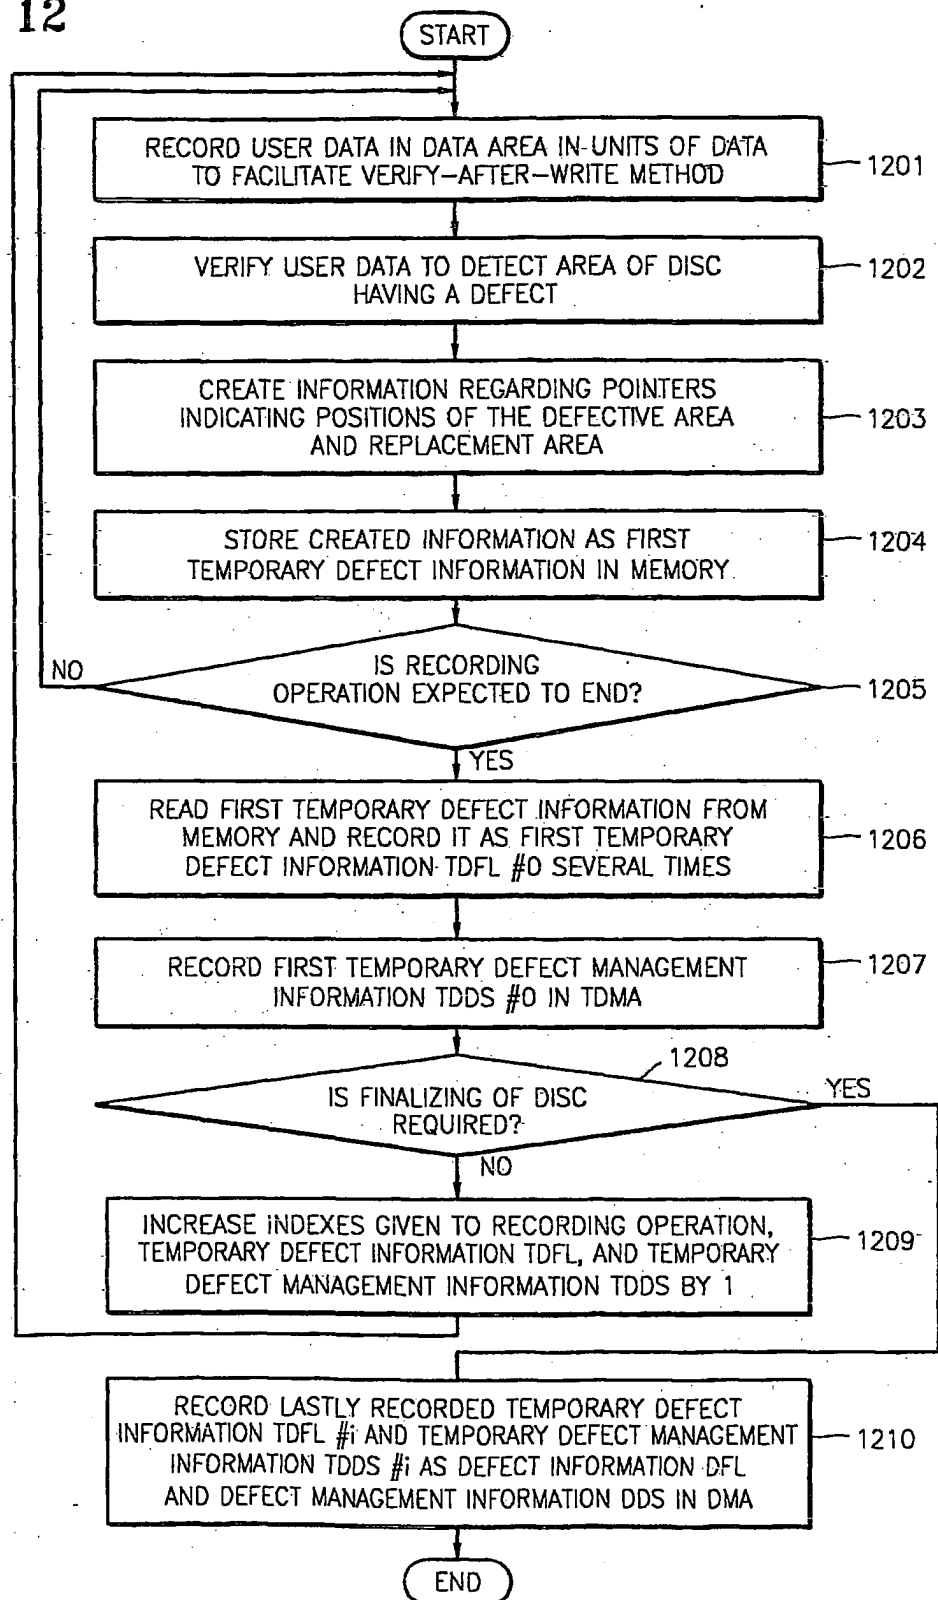 12
START
RECORD USER DATA IN DATA AREA IN-UNITS OF DATA
TO FACILITATE VERIFY-AFTER-WRITE METHOD
1201
VERIFY USER DATA TO DETECT AREA OF DISC
HAVING A DEFECT
1202
CREATE INFORMATION REGARDING POINTERS
INDICATING POSITIONS OF THE DEFECTIVE AREA
AND REPLACEMENT AREA
1203
STORE CREATED INFORMATION AS FIRST
TEMPORARY DEFECT INFORMATION IN MEMORY
1204
NO
IS RECORDING
OPERATION EXPECTED TO END?
1205
YES
READ FIRST TEMPORARY DEFECT INFORMATION FROM
MEMORY AND RECORD IT AS FIRST TEMPORARY
DEFECT INFORMATION TDFL #0 SEVERAL TIMES
1206
RECORD FIRST TEMPORARY DEFECT MANAGEMENT
INFORMATION TDDS #0 IN TDMA
1207
1208
IS FINALIZING OF DISC
REQUIRED?
YES
NO
INCREASE INDEXES GIVEN TO RECORDING OPERATION,
TEMPORARY DEFECT INFORMATION TDFL, AND TEMPORARY
DEFECT MANAGEMENT INFORMATION TDDS BY 1
1209
RECORD LASTLY RECORDED TEMPORARY DEFECT
INFORMATION TDFL #i AND TEMPORARY DEFECT MANAGEMENT
INFORMATION TDDS #i AS DEFECT INFORMATION DFL
AND DEFECT MANAGEMENT INFORMATION DDS IN DMA
1210
END